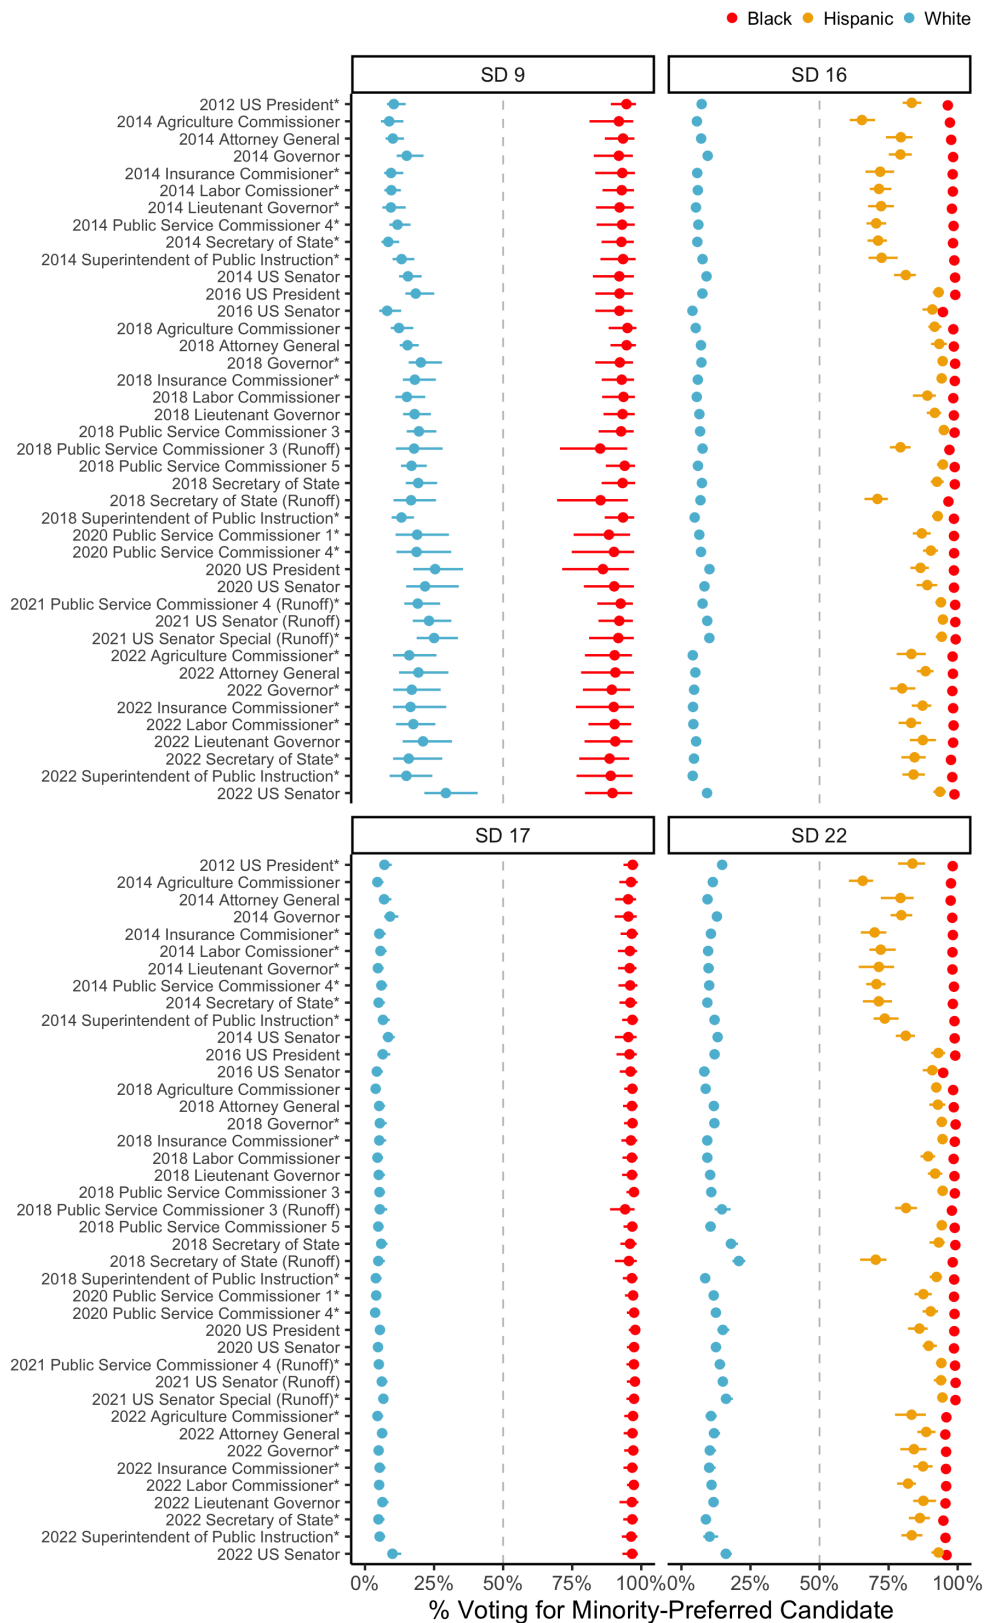 Black Hispanic White
SD 9 SD 16
2012 US President*
2014 Agriculture Commissioner
2014 Attorney General
2014 Governor
2014 Insurance Commisioner*
2014 Labor Comissioner*
2014 Lieutenant Governor*
2014 Public Service Commissioner 4*
2014 Secretary of State*
2014 Superintendent of Public Instruction*
2014 US Senator
2016 US President
2016 US Senator
2018 Agriculture Commissioner
2018 Attorney General
2018 Governor*
2018 Insurance Commissioner*
2018 Labor Commissioner
2018 Lieutenant Governor
2018 Public Service Commissioner 3
2018 Public Service Commissioner 3 (Runoff)
2018 Public Service Commissioner 5
2018 Secretary of State
2018 Secretary of State (Runoff)
2018 Superintendent of Public Instruction*
2020 Public Service Commissioner 1*
2020 Public Service Commissioner 4*
2020 US President
2020 US Senator
2021 Public Service Commissioner 4 (Runoff)*
2021 US Senator (Runoff)
2021 US Senator Special (Runoff)*
2022 Agriculture Commissioner*
2022 Attorney General
2022 Governor*
2022 Insurance Commissioner*
2022 Labor Commissioner*
2022 Lieutenant Governor
2022 Secretary of State*
2022 Superintendent of Public Instruction*
2022 US Senator
SD 17 SD 22
2012 US President*
2014 Agriculture Commissioner
2014 Attorney General
2014 Governor
2014 Insurance Commisioner*
2014 Labor Comissioner*
2014 Lieutenant Governor*
2014 Public Service Commissioner 4*
2014 Secretary of State*
2014 Superintendent of Public Instruction*
2014 US Senator
2016 US President
2016 US Senator
2018 Agriculture Commissioner
2018 Attorney General
2018 Governor*
2018 Insurance Commissioner*
2018 Labor Commissioner
2018 Lieutenant Governor
2018 Public Service Commissioner 3
2018 Public Service Commissioner 3 (Runoff)
2018 Public Service Commissioner 5
2018 Secretary of State
2018 Secretary of State (Runoff)
2018 Superintendent of Public Instruction*
2020 Public Service Commissioner 1*
2020 Public Service Commissioner 4*
2020 US President
2020 US Senator
2021 Public Service Commissioner 4 (Runoff)*
2021 US Senator (Runoff)
2021 US Senator Special (Runoff)*
2022 Agriculture Commissioner*
2022 Attorney General
2022 Governor*
2022 Insurance Commissioner*
2022 Labor Commissioner*
2022 Lieutenant Governor
2022 Secretary of State*
2022 Superintendent of Public Instruction*
2022 US Senator
0% 25% 50% 75% 100% 0% 25% 50% 75% 100%
% Voting for Minority-Preferred Candidate